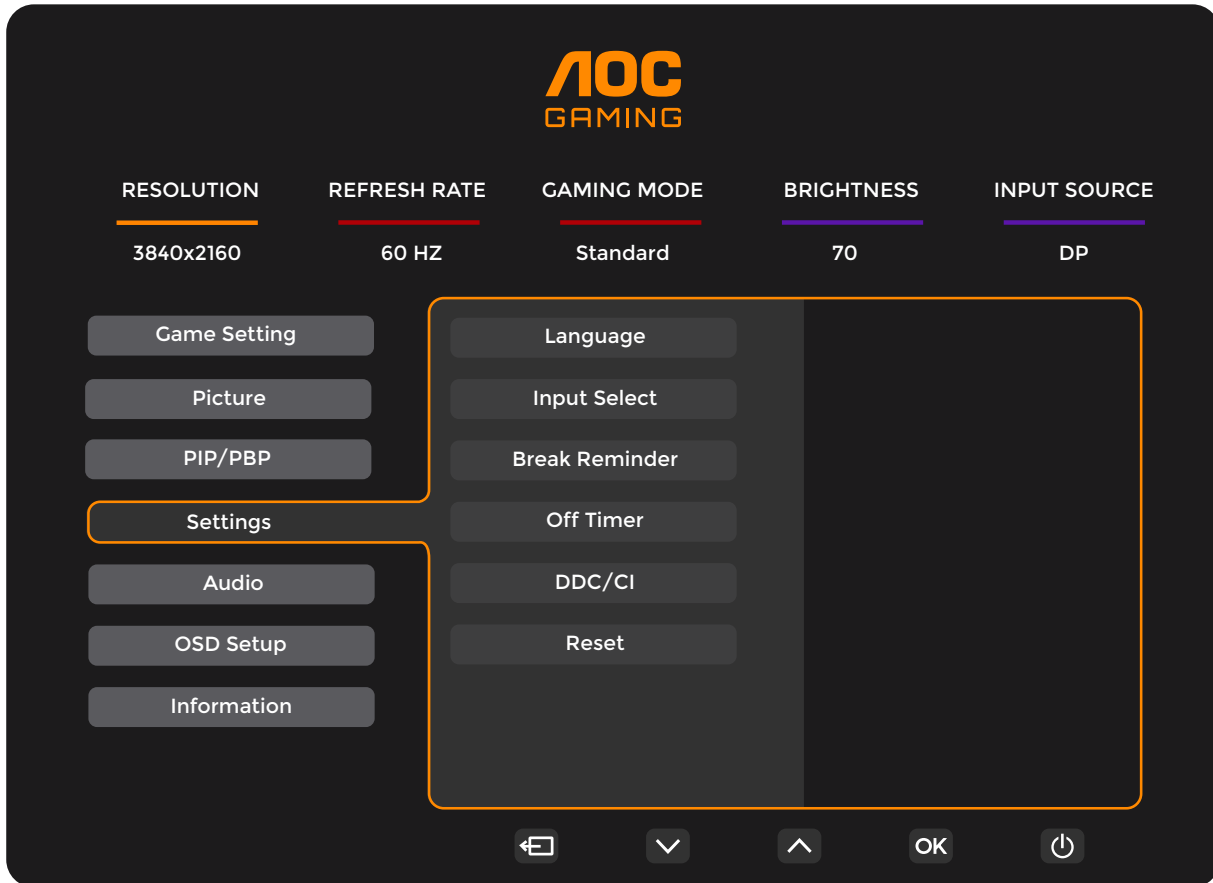 AOC
GAMING
RESOLUTION REFRESH RATE GAMING MODE BRIGHTNESS INPUT SOURCE
3840x2160 60 HZ Standard 70 DP
Game Setting
Picture
PIP/PBP
Settings
Audio
OSD Setup
Information
Language
Input Select
Break Reminder
Off Timer
DDC/CI
Reset
OK